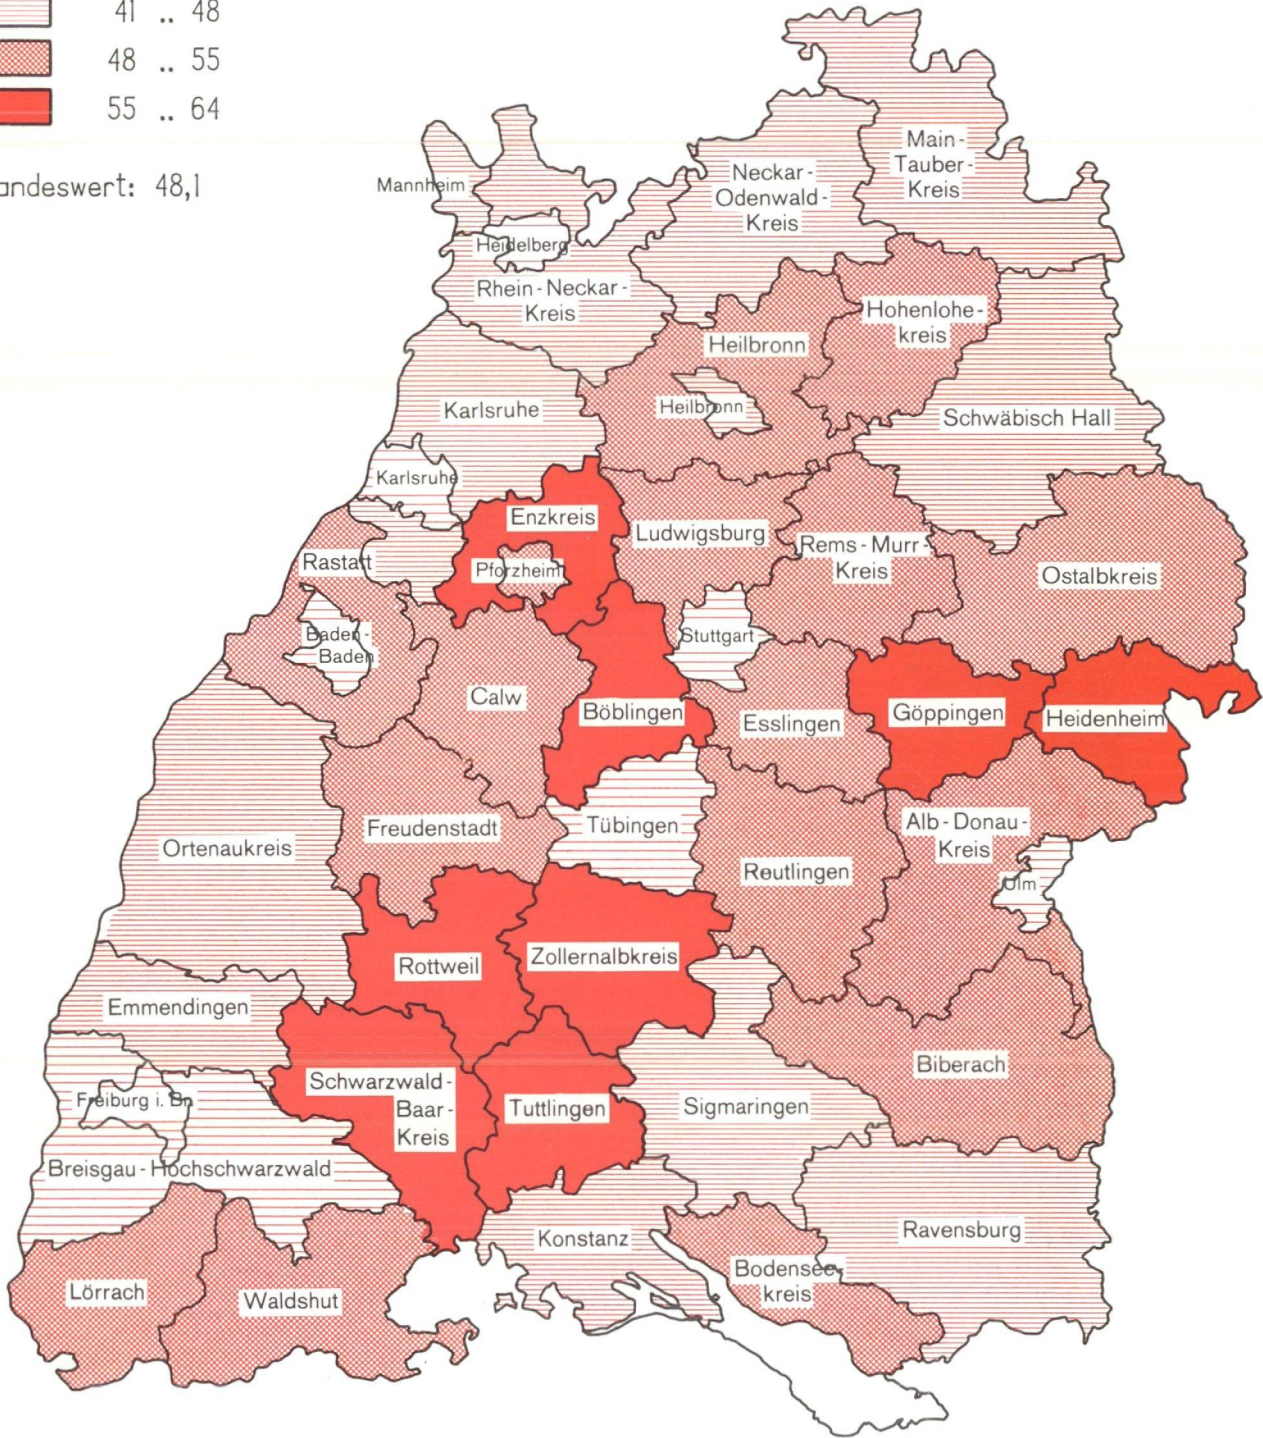 41 .. 48
48 .. 55
55 .. 64
andeswert: 48,1
Main-
Tauber-
Kreis
Neckar-
Odenwald-
Kreis
Mannheim
Heidelberg
Rhein-Neckar-
Kreis
Hohenlohe-
kreis
Heilbronn
Heilbronn
Karlsruhe
Schwäbisch Hall
Karlsruhe
Enzkreis
Ludwigsburg
Rems-Murr-
Kreis
Rastatt
Pforzheim
Ostalbkreis
Baden-
Baden
Stuttgart
Calw
Böblingen
Esslingen
Göppingen
Heidenheim
Freudenstadt
Tübingen
Alb-Donau-
Kreis
Ortenaukreis
Reutlingen
Ulm
Rottweil
Zollernalbkreis
Emmendingen
Biberach
Schwarzwald-
Baar-
Kreis
Freiburg i. Br.
Tuttlingen
Sigmaringen
Breisgau-Hochschwarzwald
Konstanz
Ravensburg
Bodensee-
kreis
Lörrach
Waldshut